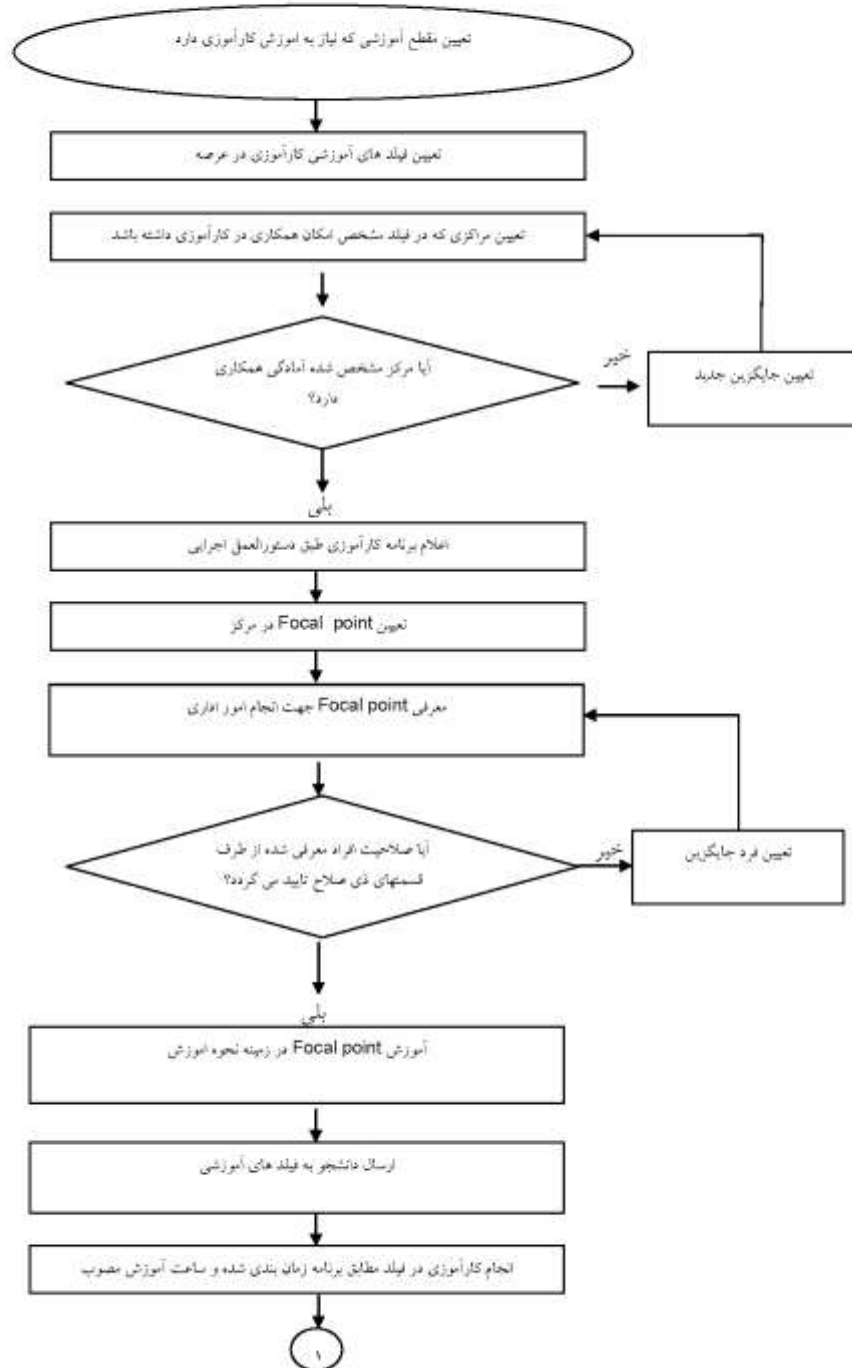 تعیین مقطع آموزشی که نیاز به اموزش کارآموزی دارد
تعیین فیلد های آموزشی کارآموزی در عرصه
تعیین مراکزی که در فیلد مشخص امکان همکاری در کارآموزی داشته باشد
آیا مرکز مشخص شده آمادگی همکاری
دارد؟
خیر
تعیین جایگزین جدید
بلی
اعلام برنامه کارآموزی طبق دستورالعمل اجرایی
تعیین Focal point در مرکز
معرفی Focal point جهت انجام امور اداری
آیا صلاحیت افراد معرفی شده از طرف
قسمتهای ذی صلاح تایید می گردد؟
خیر
تعیین فرد جایگزین
بلی
آموزش Focal point در زمینه نحوه اموزش
ارسال دانشجو به فیلد های آموزشی
انجام کارآموزی در فیلد مطابق برنامه زمان بندی شده و ساعت آموزش مصوب
۱